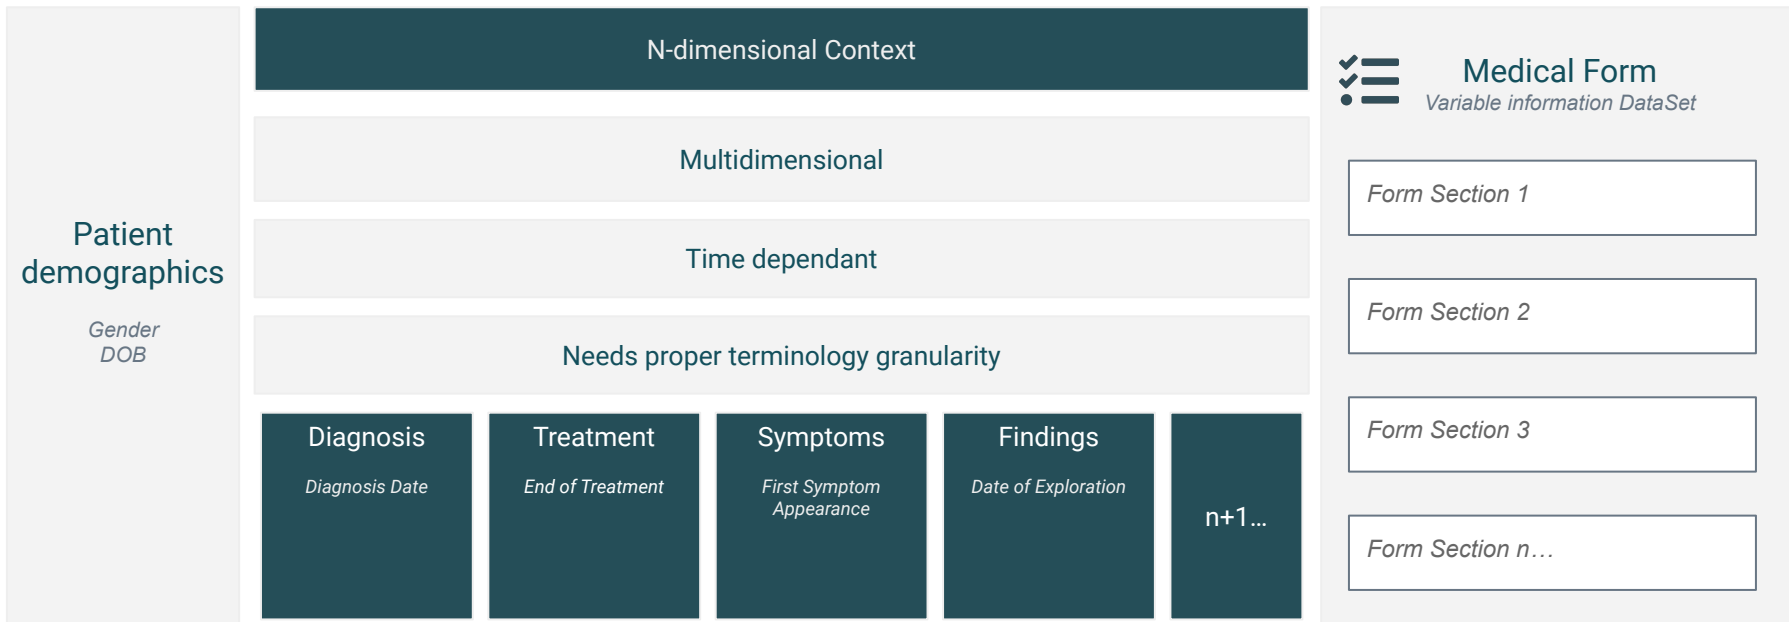 Patient
demographics
Gender
DOB
N-dimensional Context
Multidimensional
Time dependant
Needs proper terminology granularity
Diagnosis
Diagnosis Date
Treatment
End of Treatment
Symptoms
First Symptom
Appearance
Findings
Date of Exploration
n+1...
Medical Form
Variable information DataSet
Form Section 1
Form Section 2
Form Section 3
Form Section n...